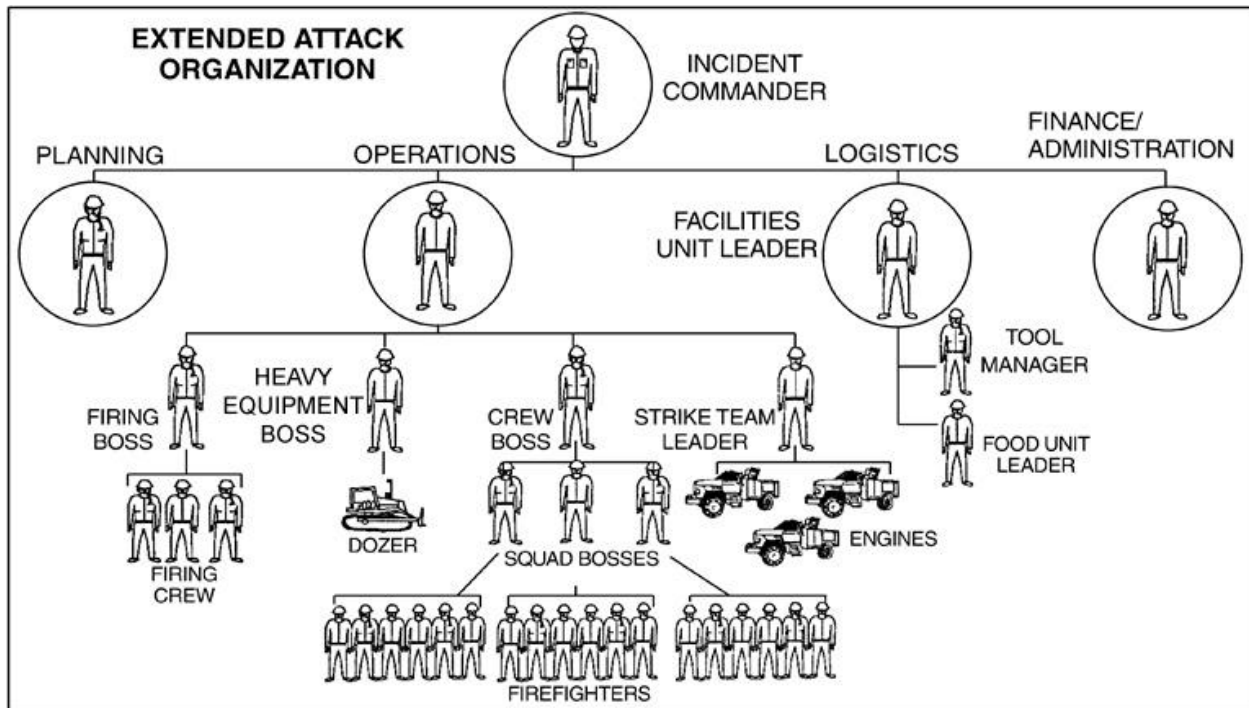 EXTENDED ATTACK
ORGANIZATION
INCIDENT
COMMANDER
PLANNING
OPERATIONS
LOGISTICS
FINANCE/
ADMINISTRATION
FACILITIES
UNIT LEADER
TOOL
MANAGER
FOOD UNIT
LEADER
FIRING
BOSS
HEAVY
EQUIPMENT
BOSS
CREW
BOSS
STRIKE TEAM
LEADER
FIRING
CREW
DOZER
SQUAD BOSSES
ENGINES
FIREFIGHTERS